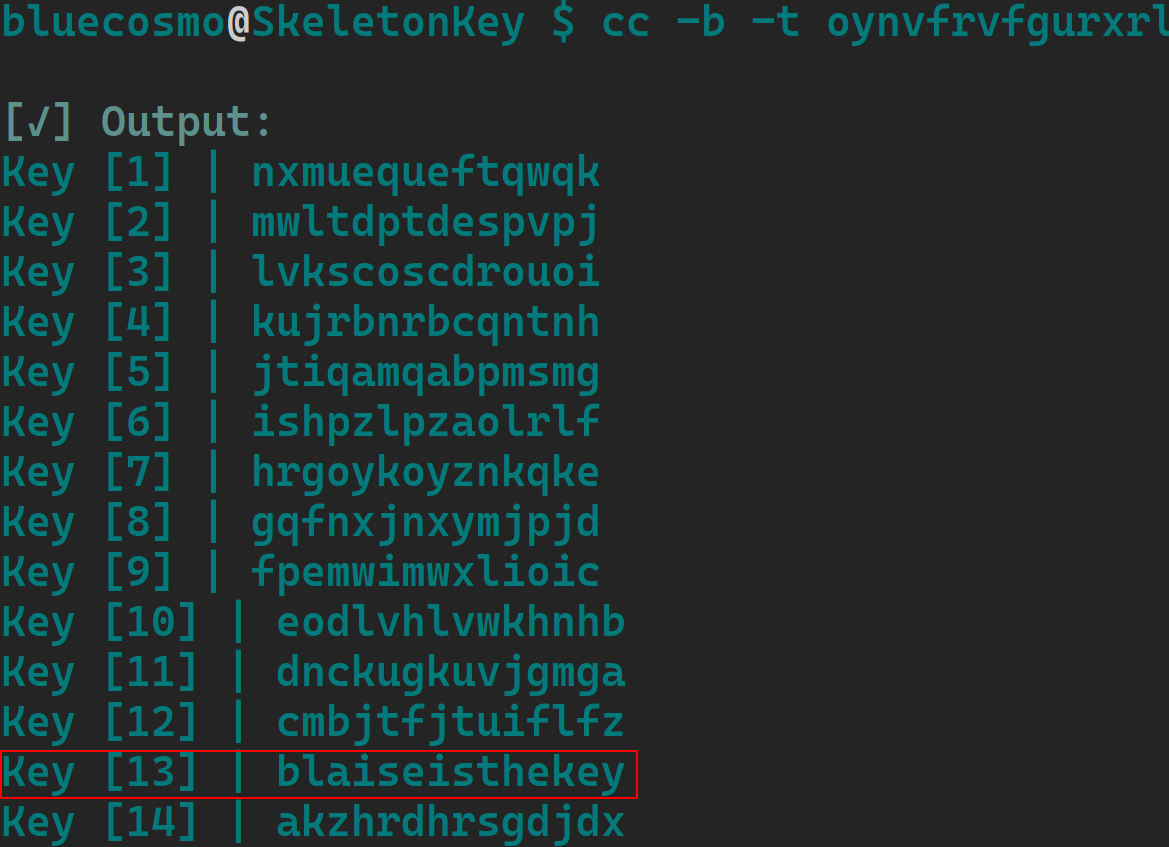 bluecosmo@SkeletonKey $ cc -b -t oynvfrvfgurxrl
[✓] Output:
Key [1] | nxmuequeftqwqk
Key [2] | mwltdptdespvpj
Key [3] | lvkscoscdrouoi
Key [4] | kujrbnrbcqntnh
Key [5] | jtiqamqabpmsmg
Key [6] | ishpzlpzaolrlf
Key [7] | hrgoykoyznkqke
Key [8] | gqfnxjnxymjpjd
Key [9] | fpemwimwxlioic
Key [10] | eodlvhlvwkhnhb
Key [11] | dnckugkuvjgmga
Key [12] | cmbjtfjtuiflfz
Key [13] | blaiseisthekey
Key [14] | akzhrdhrsgdjdx